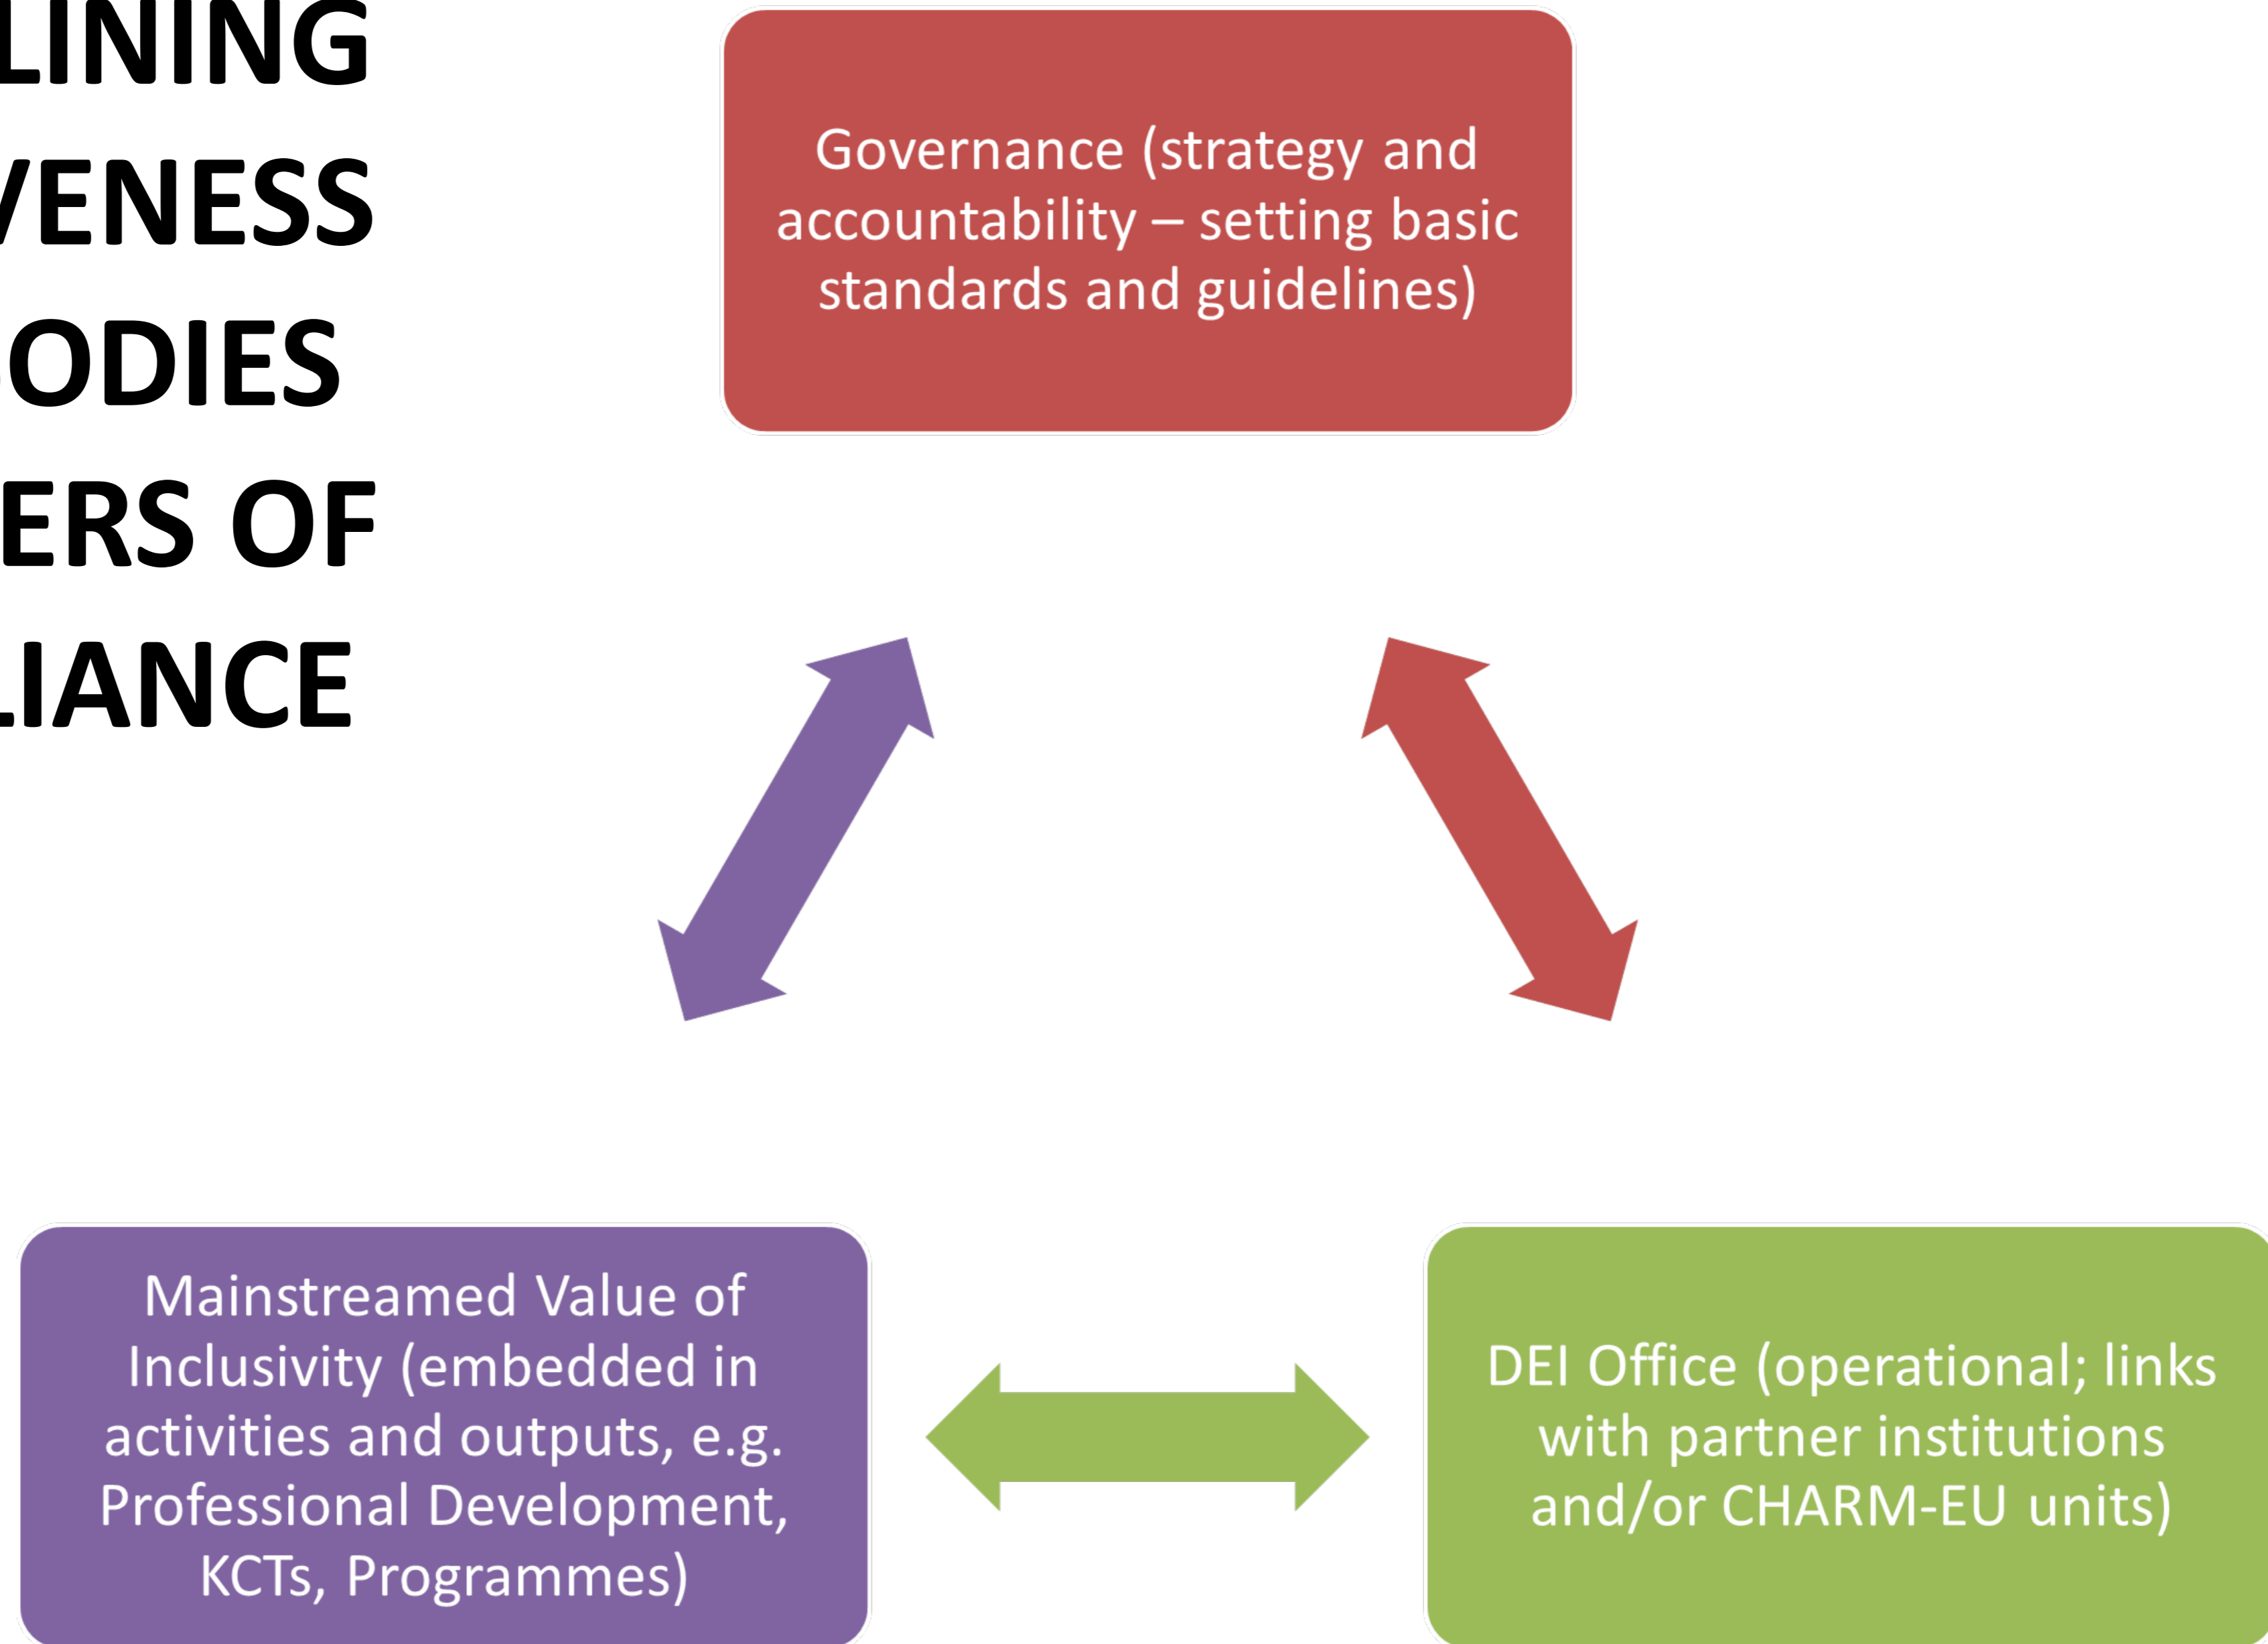 LINING
VENESS
ODIES
ERS OF
LIANCE
Governance (strategy and
accountability – setting basic
standards and guidelines)
Mainstreamed Value of
Inclusivity (embedded in
activities and outputs, e.g.
Professional Development,
KCTs, Programmes)
DEI Office (operational; links
with partner institutions
and/or CHARM-EU units)